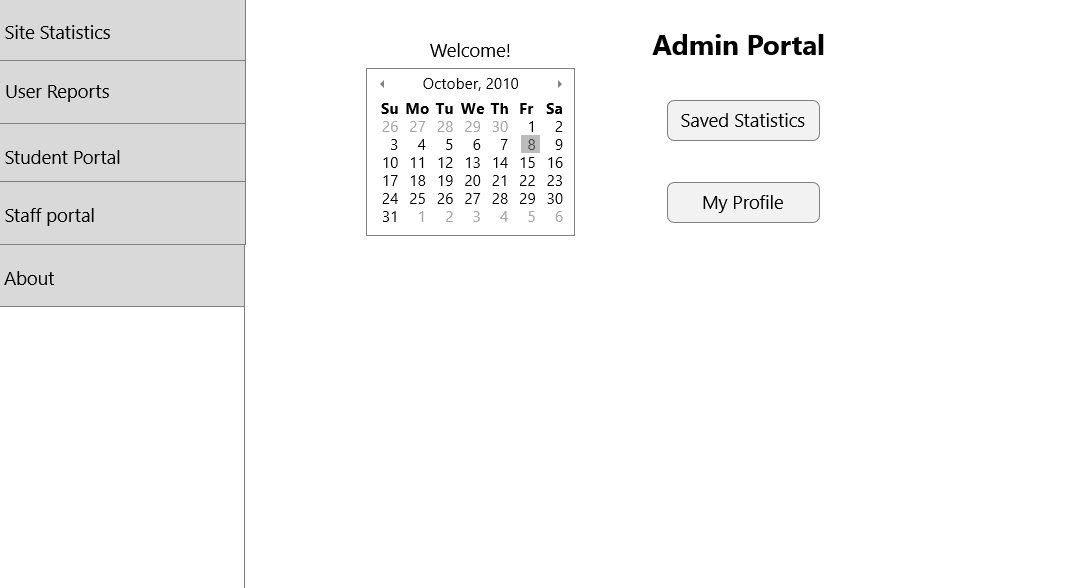 Site Statistics
User Reports
Student Portal
Staff portal
About
Welcome!
October, 2010
Su Mo Tu We Th Fr Sa
26 27 28 29 30 1 2
3 4 5 6 7 8 9
10 11 12 13 14 15 16
17 18 19 20 21 22 23
24 25 26 27 28 29 30
31 1 2 3 4 5 6
Admin Portal
Saved Statistics
My Profile